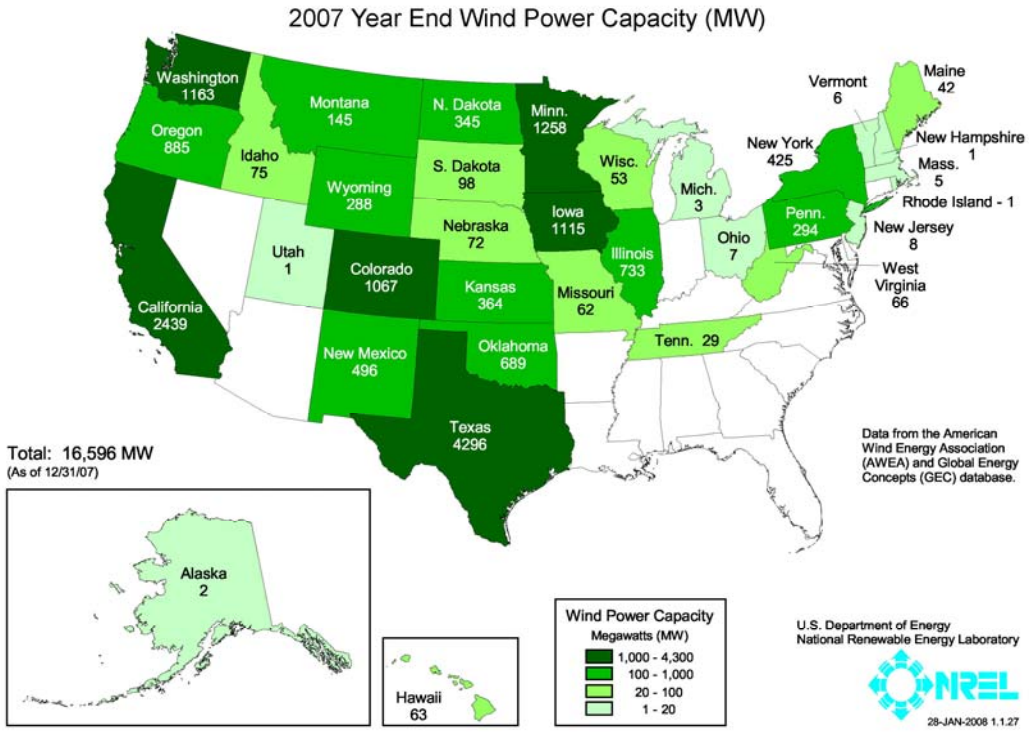 2007 Year End Wind Power Capacity (MW)
Washington
1163
Oregon
885
California
2439
Idaho
75
Montana
145
Wyoming
288
Utah
1
Colorado
1067
New Mexico
496
N. Dakota
345
S. Dakota
98
Nebraska
72
Kansas
364
Oklahoma
689
Texas
4296
Minn.
1258
Iowa
1115
Missouri
62
Wisc.
53
Illinois
733
Mich.
3
Ohio
7
Tenn. 29
Vermont
6
Maine
42
New York
425
New Hampshire
1
Mass.
5
Rhode Island - 1
Penn.
294
New Jersey
8
West
Virginia
66
Total: 16,596 MW
(As of 12/31/07)
Data from the American
Wind Energy Association
(AWEA) and Global Energy
Concepts (GEC) database.
Alaska
2
Hawaii
63
Wind Power Capacity
Megawatts (MW)
1,000 - 4,300
100 - 1,000
20 - 100
1 - 20
U.S. Department of Energy
National Renewable Energy Laboratory
NREL
28-JAN-2008 1.1.27